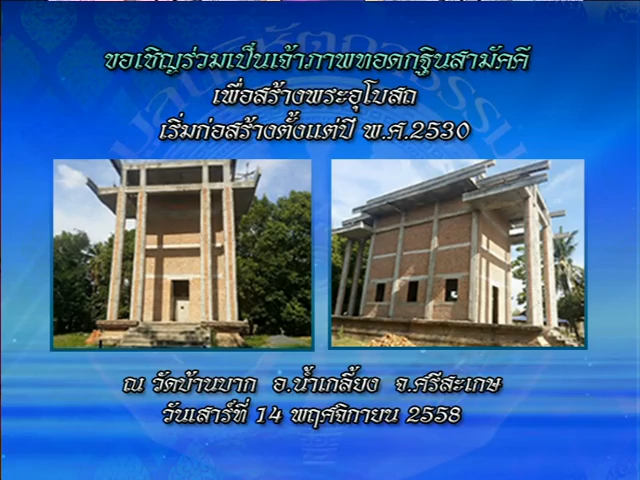 ขอเชิญร่วมเป็นเจ้าภาพทอดกฐินสามัคคี
เพื่อสร้างพระอุโบสถ
เริ่มก่อสร้างตั้งแต่ปี พ.ศ.2530
ณ วัดบ้านบาก อ.น้ำเกลี้ยง จ.ศรีสะเกษ
วันเสาร์ที่ 14 พฤศจิกายน 2558